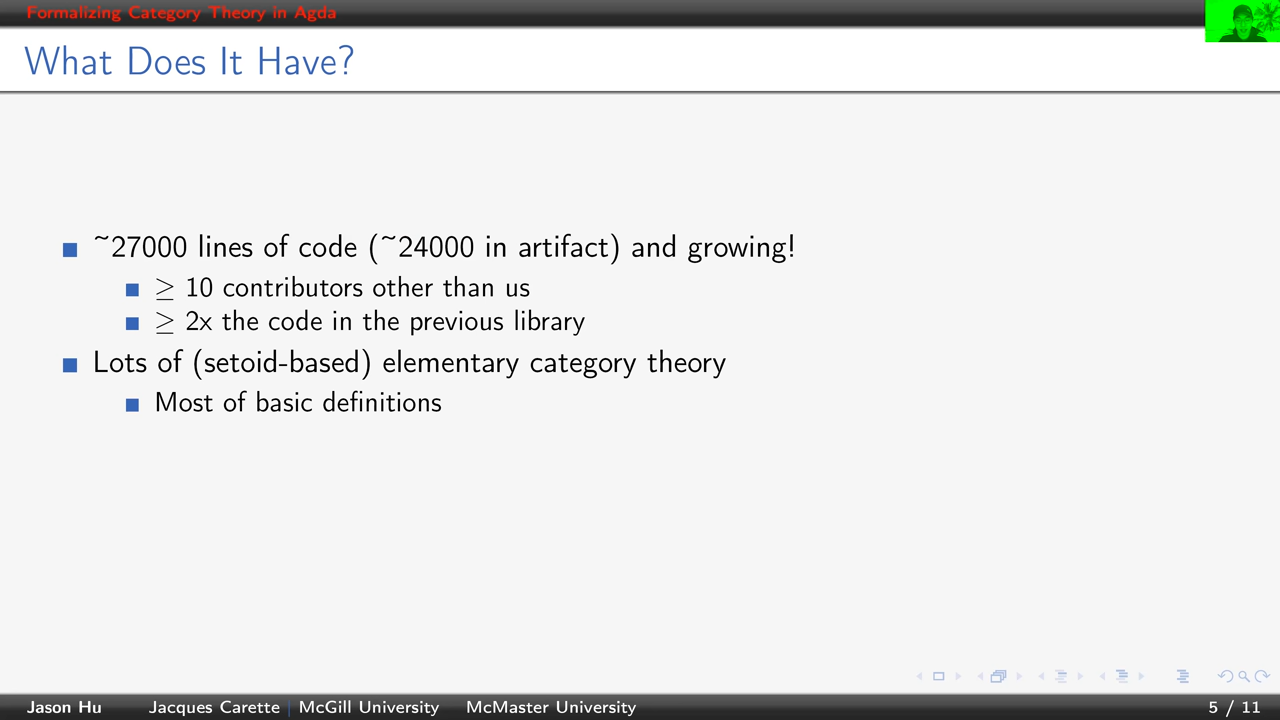 Formalizing Category Theory in Agda
What Does It Have?
~27000 lines of code (~24000 in artifact) and growing!
≥ 10 contributors other than us
≥ 2x the code in the previous library
Lots of (setoid-based) elementary category theory
Most of basic definitions
Jason Hu Jacques Carette | McGill University McMaster University 5 / 11